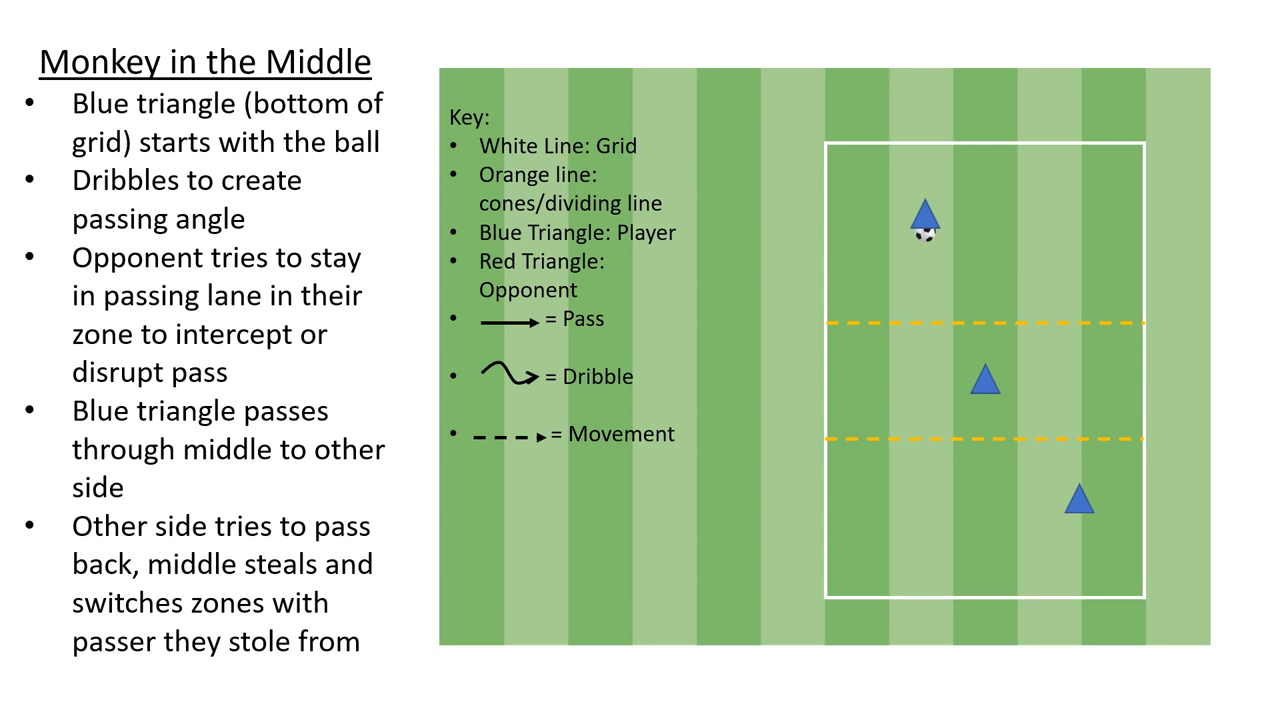 Monkey in the Middle
• Blue triangle (bottom of
grid) starts with the ball
• Dribbles to create
passing angle
• Opponent tries to stay
in passing lane in their
zone to intercept or
disrupt pass
• Blue triangle passes
through middle to other
side
• Other side tries to pass
back, middle steals and
switches zones with
passer they stole from
Key:
• White Line: Grid
• Orange line:
cones/dividing line
• Blue Triangle: Player
• Red Triangle:
Opponent
• = Pass
• = Dribble
• = Movement